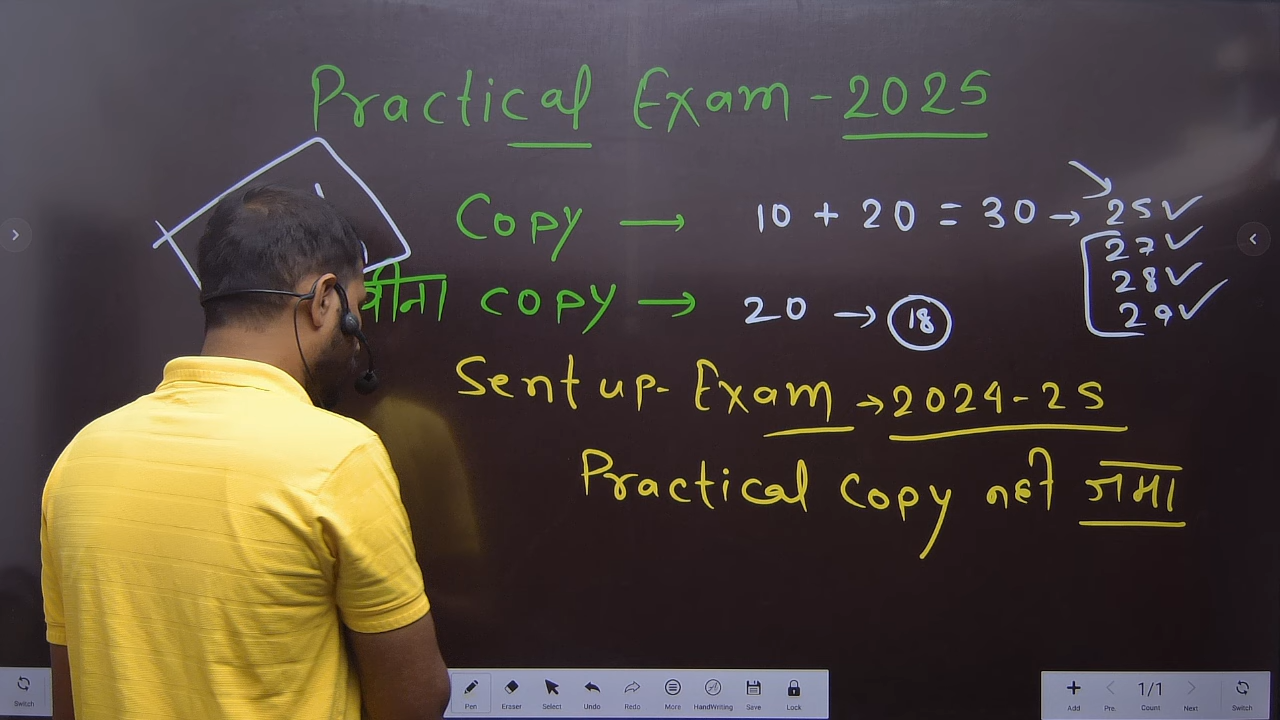 Practical Exam - 2025
Copy → 10 + 20 = 30 → 25 ✓
27 ✓
28 ✓
29 ✓
बीना copy → 20 → 18
Sent up - Exam → 2024-25
Practical Copy नही जमा
Switch
Pen Eraser Select Undo Redo More HandWriting Save Lock
Add Pre. 1/1 Count Next Switch